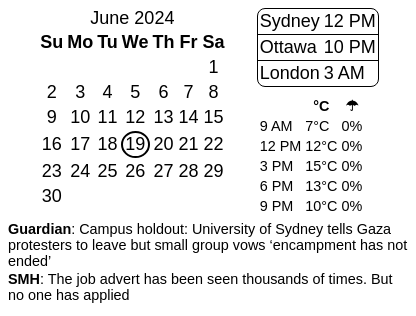 June 2024
Su Mo Tu We Th Fr Sa
1
2 3 4 5 6 7 8
9 10 11 12 13 14 15
16 17 18 19 20 21 22
23 24 25 26 27 28 29
30
Sydney 12 PM
Ottawa 10 PM
London 3 AM
°C ☂
9 AM 7°C 0%
12 PM 12°C 0%
3 PM 15°C 0%
6 PM 13°C 0%
9 PM 10°C 0%
Guardian: Campus holdout: University of Sydney tells Gaza
protesters to leave but small group vows ‘encampment has not
ended’
SMH: The job advert has been seen thousands of times. But
no one has applied